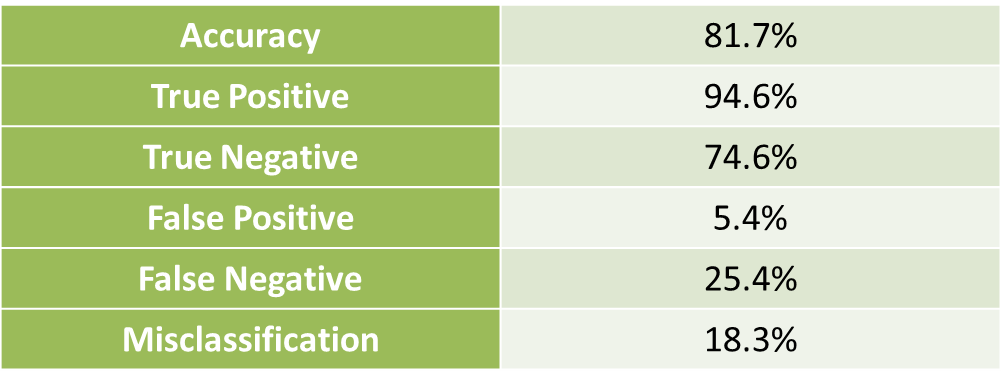 Accuracy 81.7%
True Positive 94.6%
True Negative 74.6%
False Positive 5.4%
False Negative 25.4%
Misclassification 18.3%